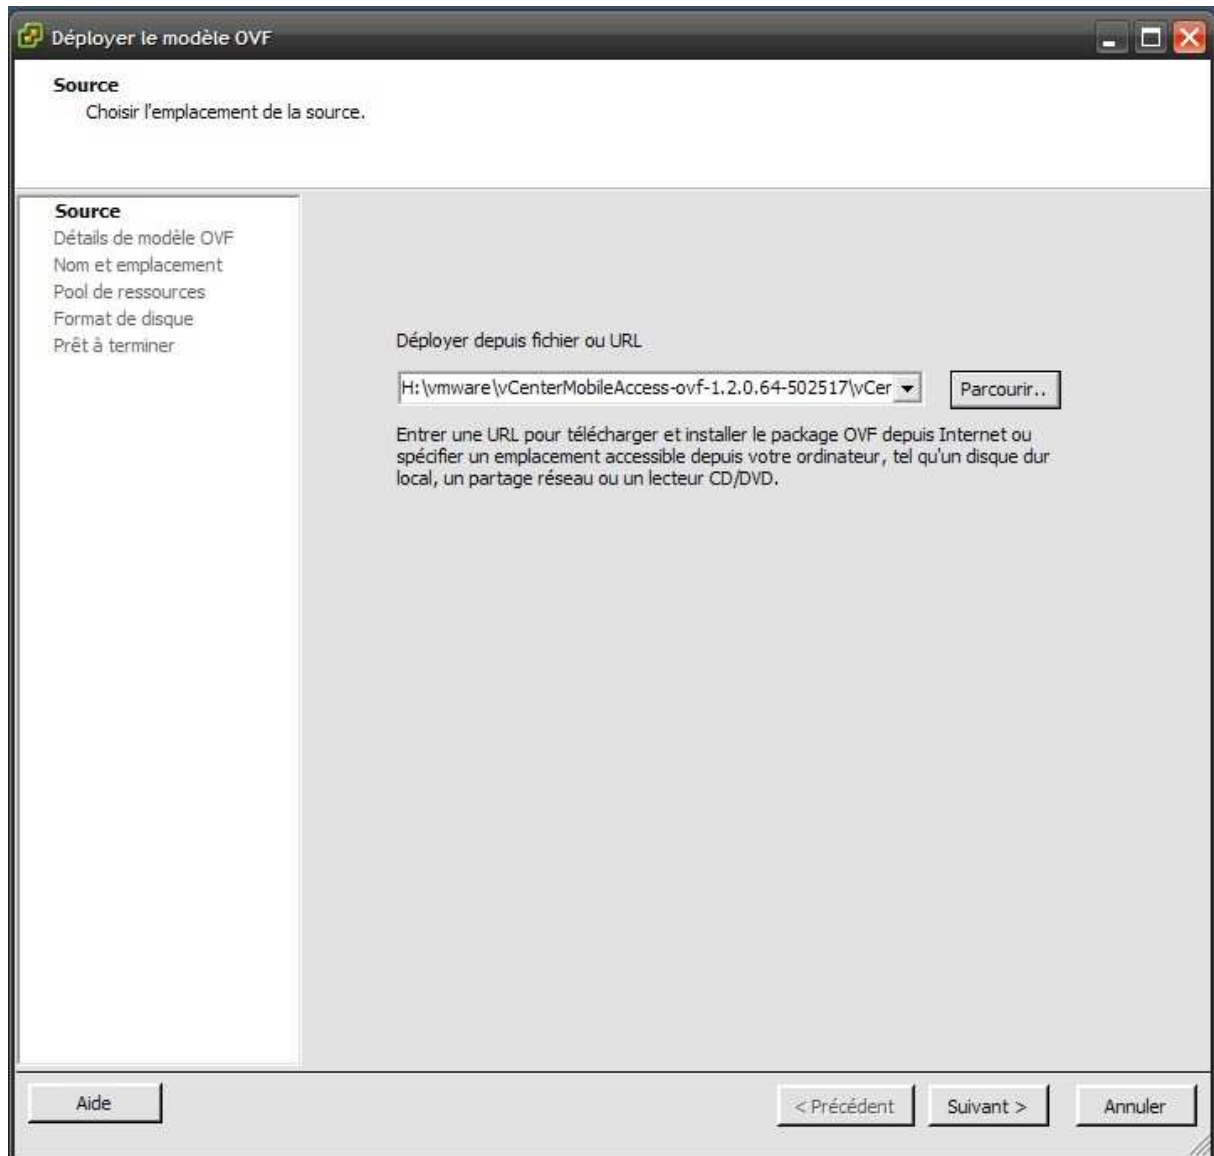 Déployer le modèle OVF
Source
Choisir l'emplacement de la source.
Source
Détails de modèle OVF
Nom et emplacement
Pool de ressources
Format de disque
Prêt à terminer
Déployer depuis fichier ou URL
H:\vmware\vCenterMobileAccess-ovf-1.2.0.64-502517\vCer
Parcourir..
Entrer une URL pour télécharger et installer le package OVF depuis Internet ou
spécifier un emplacement accessible depuis votre ordinateur, tel qu'un disque dur
local, un partage réseau ou un lecteur CD/DVD.
Aide
< Précédent
Suivant >
Annuler